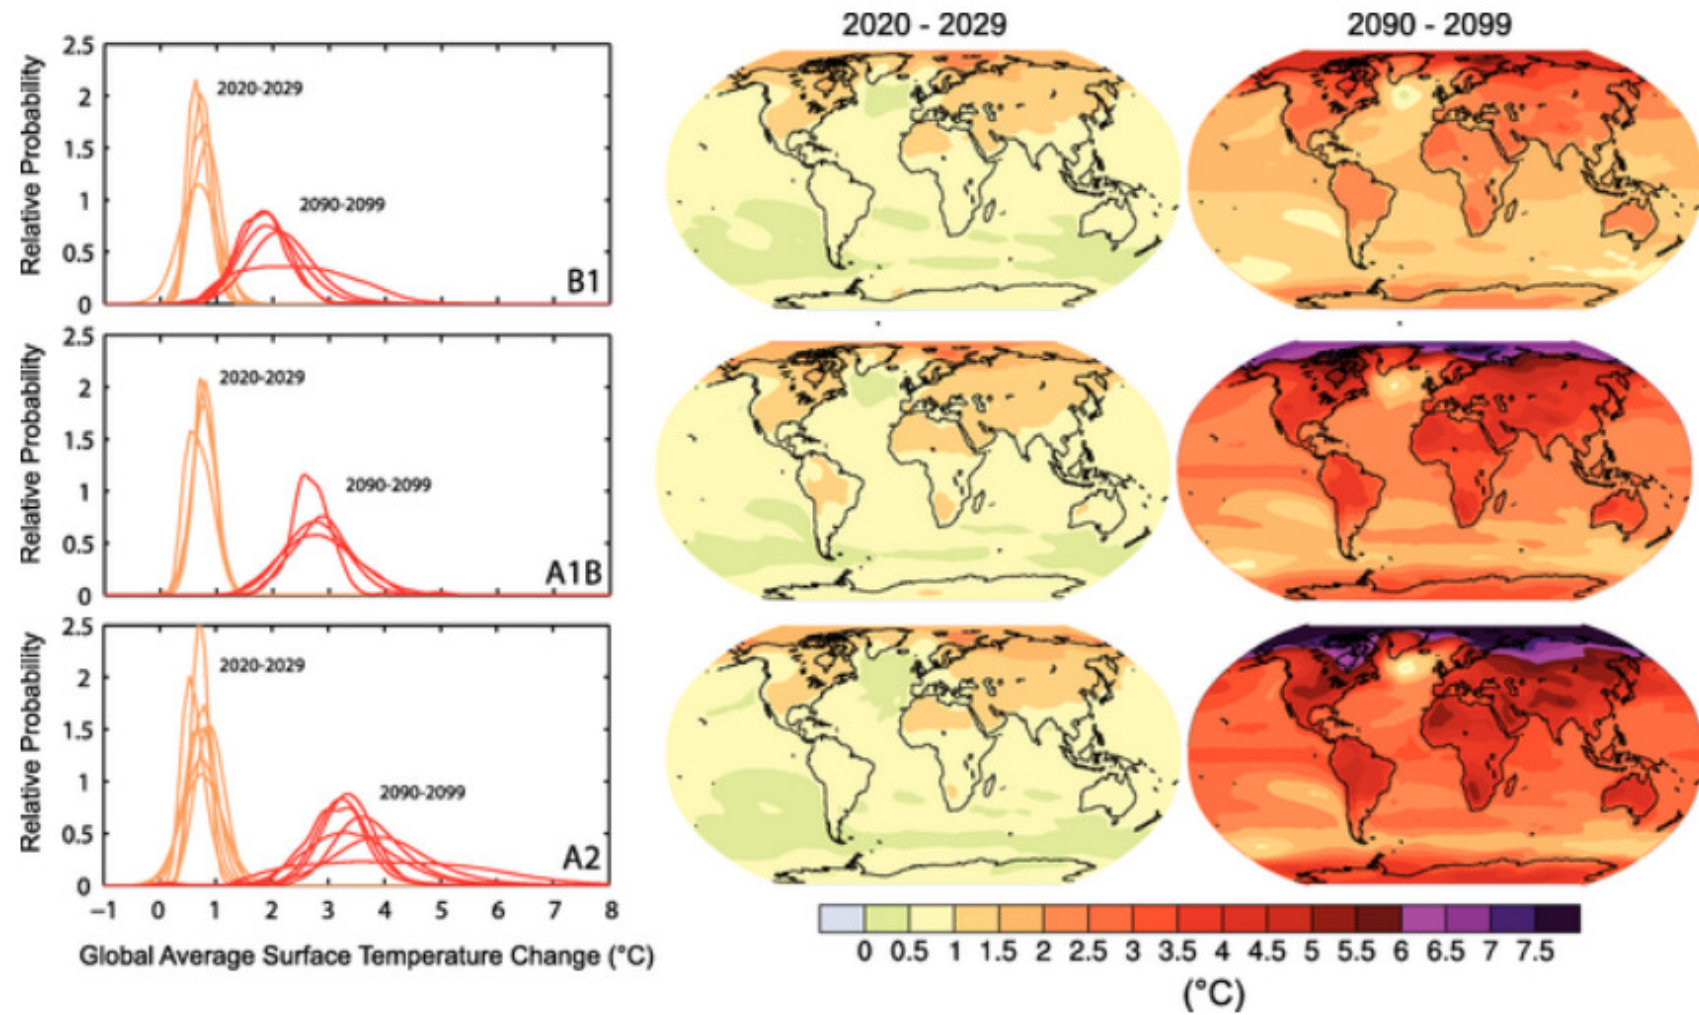 2020 - 2029
2090 - 2099
Relative Probability
2.5
2
1.5
1
0.5
0
2020-2029
2090-2099
B1
Relative Probability
2.5
2
1.5
1
0.5
0
2020-2029
2090-2099
A1B
Relative Probability
2.5
2
1.5
1
0.5
0
2020-2029
2090-2099
A2
−1 0 1 2 3 4 5 6 7 8
Global Average Surface Temperature Change (°C)
0 0.5 1 1.5 2 2.5 3 3.5 4 4.5 5 5.5 6 6.5 7 7.5
(°C)